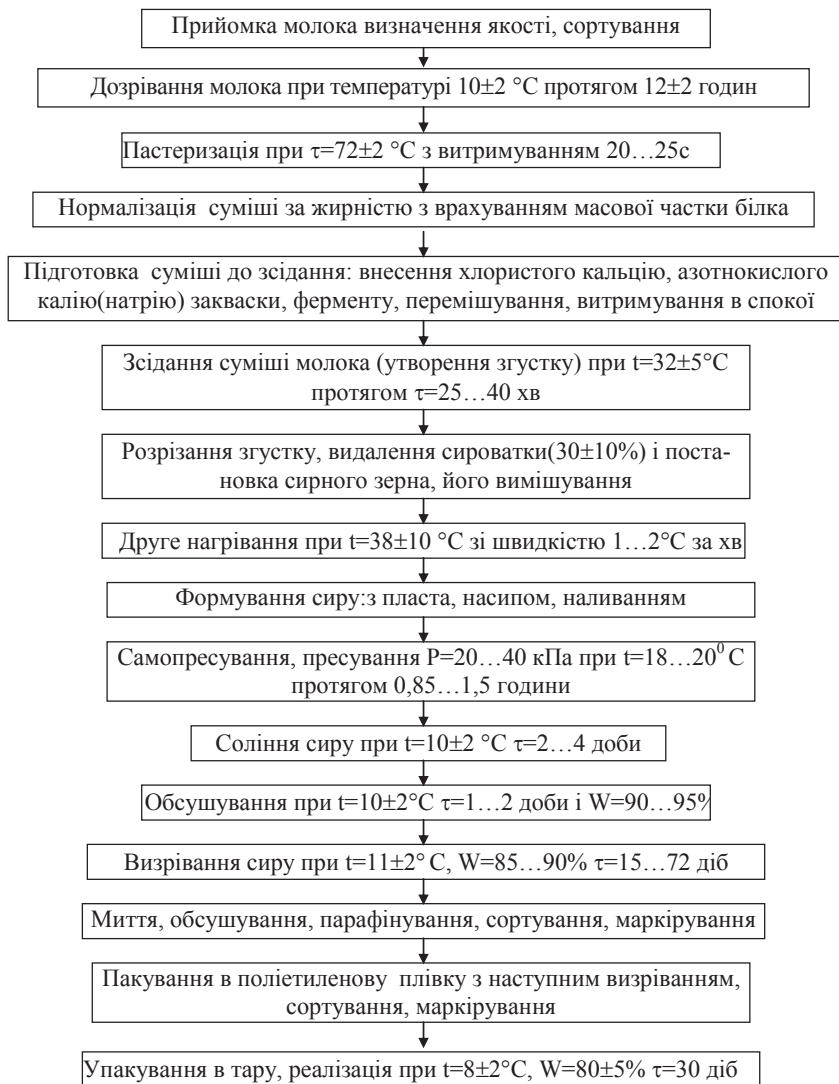 Прийомка молока визначення якості, сортування
Дозрівання молока при температурі 10±2 °С протягом 12±2 годин
Пастеризація при τ=72±2 °С з витримуванням 20…25с
Нормалізація суміші за жирністю з врахуванням масової частки білка
Підготовка суміші до зсідання: внесення хлористого кальцію, азотнокислого
калію(натрію) закваски, ферменту, перемішування, витримування в спокої
Зсідання суміші молока (утворення згустку) при t=32±5°С
протягом τ=25…40 хв
Розрізання згустку, видалення сироватки(30±10%) і поста-
новка сирного зерна, його вимішування
Друге нагрівання при t=38±10 °С зі швидкістю 1…2°С за хв
Формування сиру:з пласта, насипом, наливанням
Самопресування, пресування Р=20…40 кПа при t=18…20⁰ С
протягом 0,85…1,5 години
Соління сиру при t=10±2 °С τ=2…4 доби
Обсушування при t=10±2°С τ=1…2 доби і W=90…95%
Визрівання сиру при t=11±2° С, W=85…90% τ=15…72 діб
Миття, обсушування, парафінування, сортування, маркірування
Пакування в поліетиленову плівку з наступним визріванням,
сортування, маркірування
Упакування в тару, реалізація при t=8±2°С, W=80±5% τ=30 діб